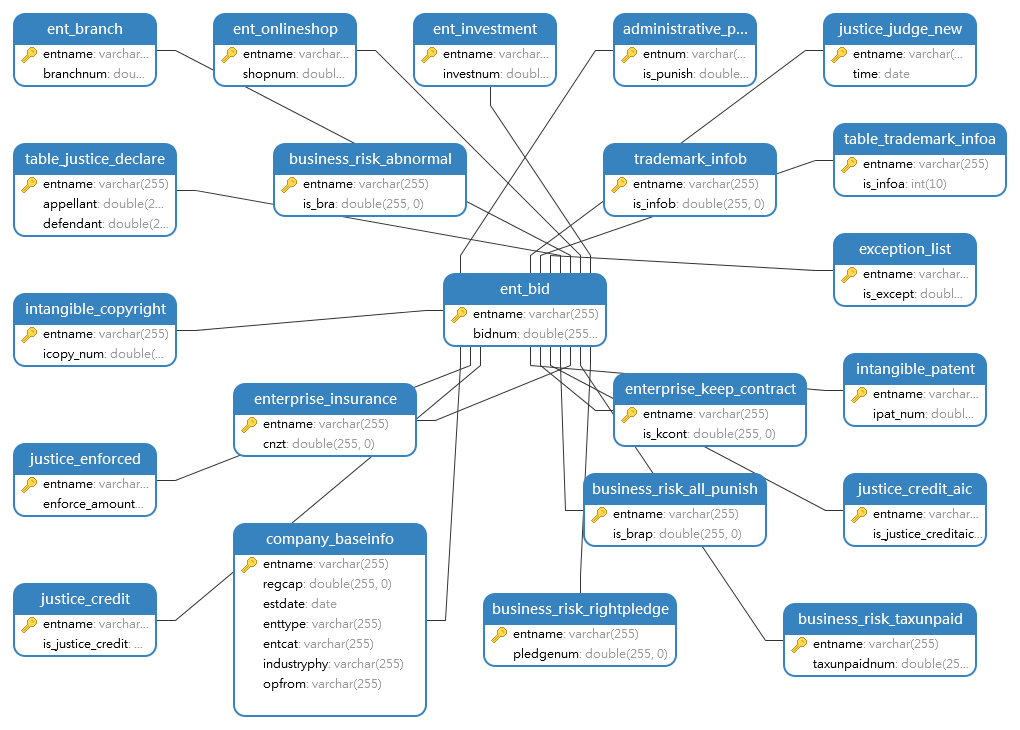 ent_branch
entname: varchar...
branchnum: dou...
ent_onlineshop
entname: varchar...
shopnum: doubl...
ent_investment
entname: varchar...
investnum: doubl...
administrative_p...
entnum: varchar(...
is_punish: double...
justice_judge_new
entname: varchar(...
time: date
table_justice_declare
entname: varchar(255)
appellant: double(2...
defendant: double(2...
business_risk_abnormal
entname: varchar(255)
is_bra: double(255, 0)
trademark_infob
entname: varchar(255)
is_infob: double(255, 0)
table_trademark_infoa
entname: varchar(255)
is_infoa: int(10)
exception_list
entname: varchar...
is_except: doubl...
ent_bid
entname: varchar(255)
bidnum: double(255...
intangible_copyright
entname: varchar(255)
icopy_num: double(...
enterprise_insurance
entname: varchar(255)
cnzt: double(255, 0)
enterprise_keep_contract
entname: varchar(255)
is_kcont: double(255, 0)
intangible_patent
entname: varchar...
ipat_num: doubl...
justice_enforced
entname: varchar...
enforce_amount...
business_risk_all_punish
entname: varchar(255)
is_brap: double(255, 0)
justice_credit_aic
entname: varchar...
is_justice_creditaic...
company_baseinfo
entname: varchar(255)
regcap: double(255, 0)
estdate: date
enttype: varchar(255)
entcat: varchar(255)
industryphy: varchar(255)
opfrom: varchar(255)
justice_credit
entname: varchar...
is_justice_credit: ...
business_risk_rightpledge
entname: varchar(255)
pledgenum: double(255, 0)
business_risk_taxunpaid
entname: varchar(255)
taxunpaidnum: double(25...